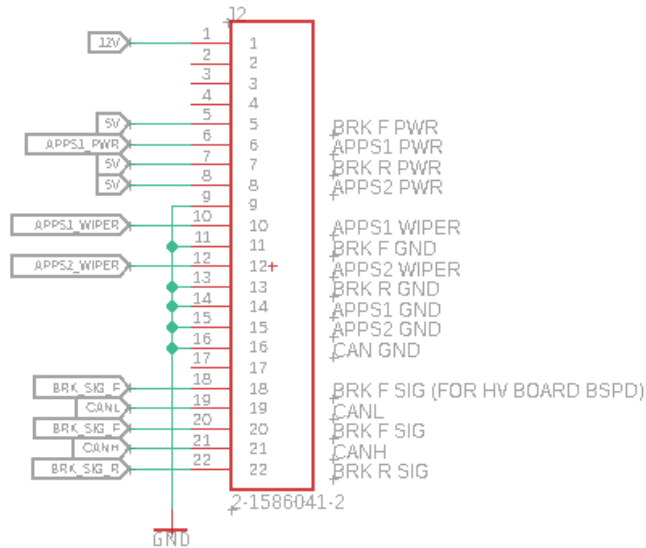 J2
12V 1 1
2 2
3 3
4 4
5V 5 5 BRK F PWR
APPS1_PWR 6 6 APPS1 PWR
5V 7 7 BRK R PWR
5V 8 8 APPS2 PWR
9 9
APPS1_WIPER 10 10 APPS1 WIPER
11 11 BRK F GND
APPS2_WIPER 12 12 APPS2 WIPER
13 13 BRK R GND
14 14 APPS1 GND
15 15 APPS2 GND
16 16 CAN GND
17 17
BRK_SIG_F 18 18 BRK F SIG (FOR HV BOARD BSPD)
CANL 19 19 CANL
BRK_SIG_F 20 20 BRK F SIG
CANH 21 21 CANH
BRK_SIG_R 22 22 BRK R SIG
2-1586041-2
GND